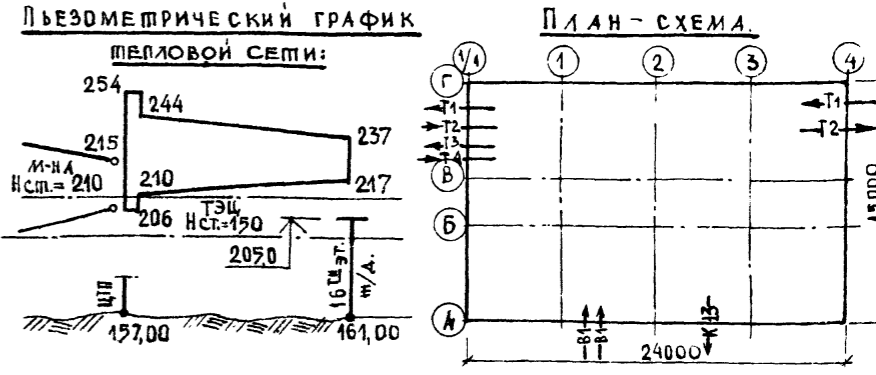 ПЬЕЗОМЕТРИЧЕСКИЙ ГРАФИК
ТЕПЛОВОЙ СЕТИ:
254
244
237
215
М-НА
Нст.=210
210
217
206
ТЭЦ
Нст.=150
205,0
16ТИ ЭТ.
Ж/Д.
ЦТП
157,00
161,00
ПЛАН-СХЕМА.
1/1
1
2
3
4
Г
Т1
Т2
Т3
Т4
Т1
Т2
В
Б
А
В1
В1
К13
24000